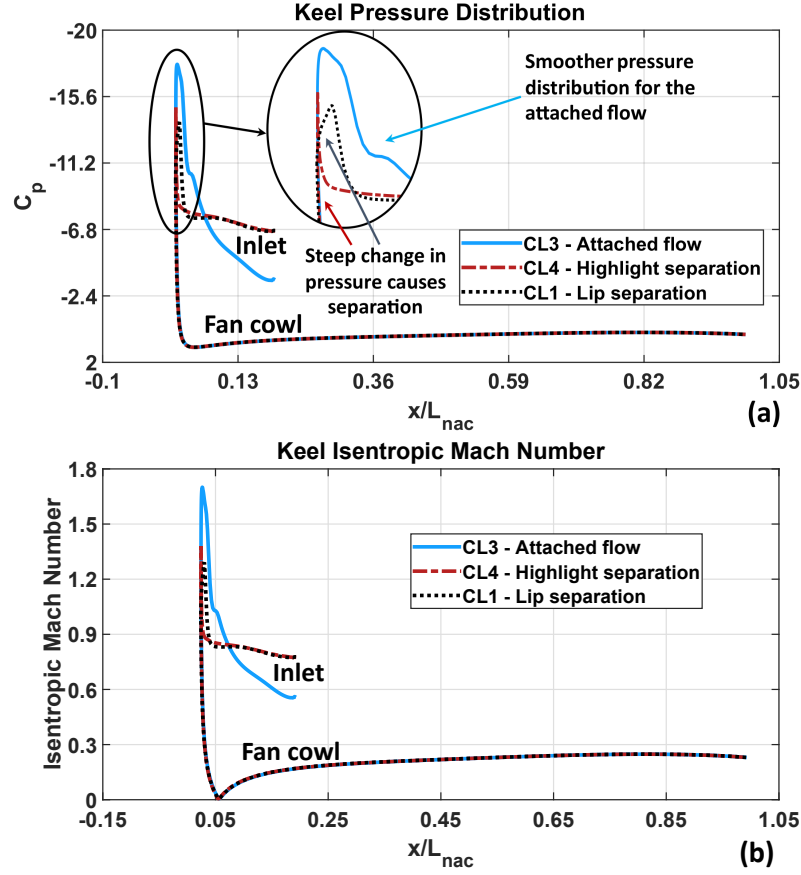 Keel Pressure Distribution
-20
-15.6
-11.2
-6.8
-2.4
2
C_p
Smoother pressure
distribution for the
attached flow
Steep change in
pressure causes
separation
Inlet
Fan cowl
CL3 - Attached flow
CL4 - Highlight separation
CL1 - Lip separation
-0.1 0.13 0.36 0.59 0.82 1.05
x/L_nac
(a)
Keel Isentropic Mach Number
1.8
1.5
1.2
0.9
0.6
0.3
0
Isentropic Mach Number
CL3 - Attached flow
CL4 - Highlight separation
CL1 - Lip separation
Inlet
Fan cowl
-0.15 0.05 0.25 0.45 0.65 0.85 1.05
x/L_nac
(b)